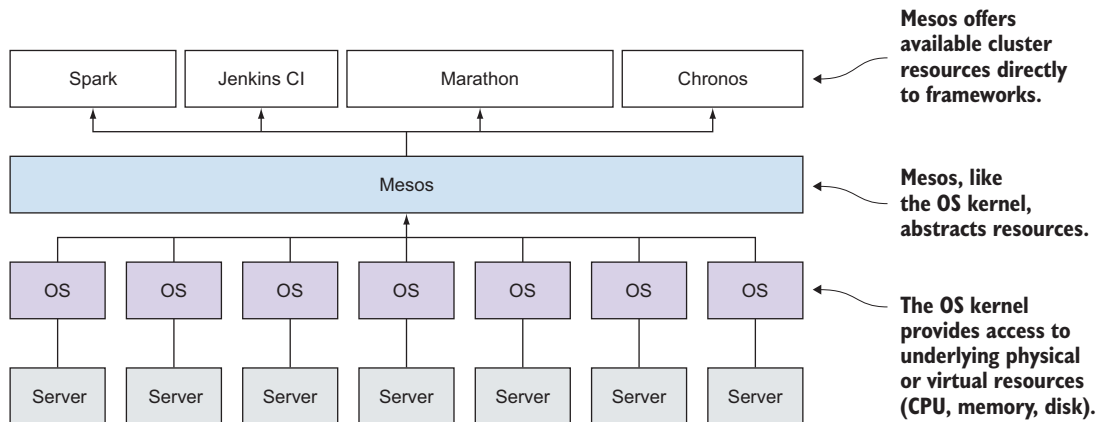 Mesos offers
available cluster
resources directly
to frameworks.
Spark
Jenkins CI
Marathon
Chronos
Mesos
Mesos, like
the OS kernel,
abstracts resources.
OS
OS
OS
OS
OS
OS
OS
The OS kernel
provides access to
underlying physical
or virtual resources
(CPU, memory, disk).
Server
Server
Server
Server
Server
Server
Server